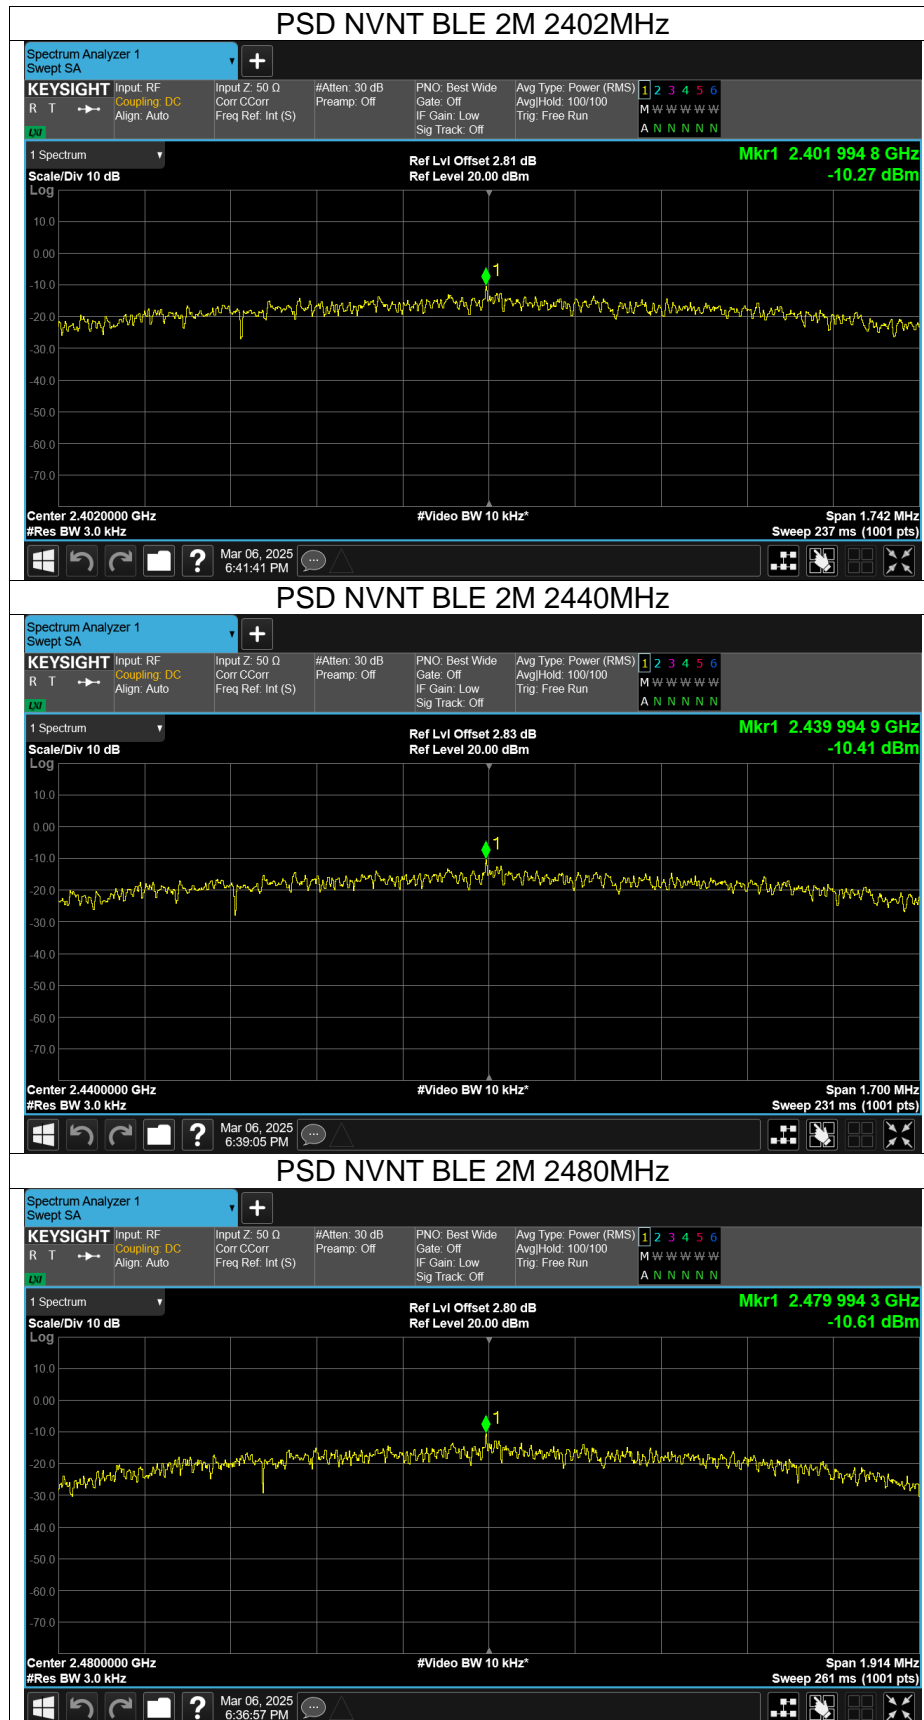 PSD NVNT BLE 2M 2402MHz
Spectrum Analyzer 1
Swept SA
+
KEYSIGHT
R T
LXI
Input: RF
Coupling: DC
Align: Auto
Input Z: 50 Ω
Corr CCorr
Freq Ref: Int (S)
#Atten: 30 dB
Preamp: Off
PNO: Best Wide
Gate: Off
IF Gain: Low
Sig Track: Off
Avg Type: Power (RMS)
Avg|Hold: 100/100
Trig: Free Run
1 2 3 4 5 6
M W W W W W
A N N N N N
1 Spectrum
Scale/Div 10 dB
Log
Ref Lvl Offset 2.81 dB
Ref Level 20.00 dBm
Mkr1 2.401 994 8 GHz
-10.27 dBm
10.0
0.00
-10.0
-20.0
-30.0
-40.0
-50.0
-60.0
-70.0
1
Center 2.4020000 GHz
#Res BW 3.0 kHz
#Video BW 10 kHz*
Span 1.742 MHz
Sweep 237 ms (1001 pts)
?
Mar 06, 2025
6:41:41 PM
PSD NVNT BLE 2M 2440MHz
Spectrum Analyzer 1
Swept SA
+
KEYSIGHT
R T
LXI
Input: RF
Coupling: DC
Align: Auto
Input Z: 50 Ω
Corr CCorr
Freq Ref: Int (S)
#Atten: 30 dB
Preamp: Off
PNO: Best Wide
Gate: Off
IF Gain: Low
Sig Track: Off
Avg Type: Power (RMS)
Avg|Hold: 100/100
Trig: Free Run
1 2 3 4 5 6
M W W W W W
A N N N N N
1 Spectrum
Scale/Div 10 dB
Log
Ref Lvl Offset 2.83 dB
Ref Level 20.00 dBm
Mkr1 2.439 994 9 GHz
-10.41 dBm
10.0
0.00
-10.0
-20.0
-30.0
-40.0
-50.0
-60.0
-70.0
1
Center 2.4400000 GHz
#Res BW 3.0 kHz
#Video BW 10 kHz*
Span 1.700 MHz
Sweep 231 ms (1001 pts)
?
Mar 06, 2025
6:39:05 PM
PSD NVNT BLE 2M 2480MHz
Spectrum Analyzer 1
Swept SA
+
KEYSIGHT
R T
LXI
Input: RF
Coupling: DC
Align: Auto
Input Z: 50 Ω
Corr CCorr
Freq Ref: Int (S)
#Atten: 30 dB
Preamp: Off
PNO: Best Wide
Gate: Off
IF Gain: Low
Sig Track: Off
Avg Type: Power (RMS)
Avg|Hold: 100/100
Trig: Free Run
1 2 3 4 5 6
M W W W W W
A N N N N N
1 Spectrum
Scale/Div 10 dB
Log
Ref Lvl Offset 2.80 dB
Ref Level 20.00 dBm
Mkr1 2.479 994 3 GHz
-10.61 dBm
10.0
0.00
-10.0
-20.0
-30.0
-40.0
-50.0
-60.0
-70.0
1
Center 2.4800000 GHz
#Res BW 3.0 kHz
#Video BW 10 kHz*
Span 1.914 MHz
Sweep 261 ms (1001 pts)
?
Mar 06, 2025
6:36:57 PM